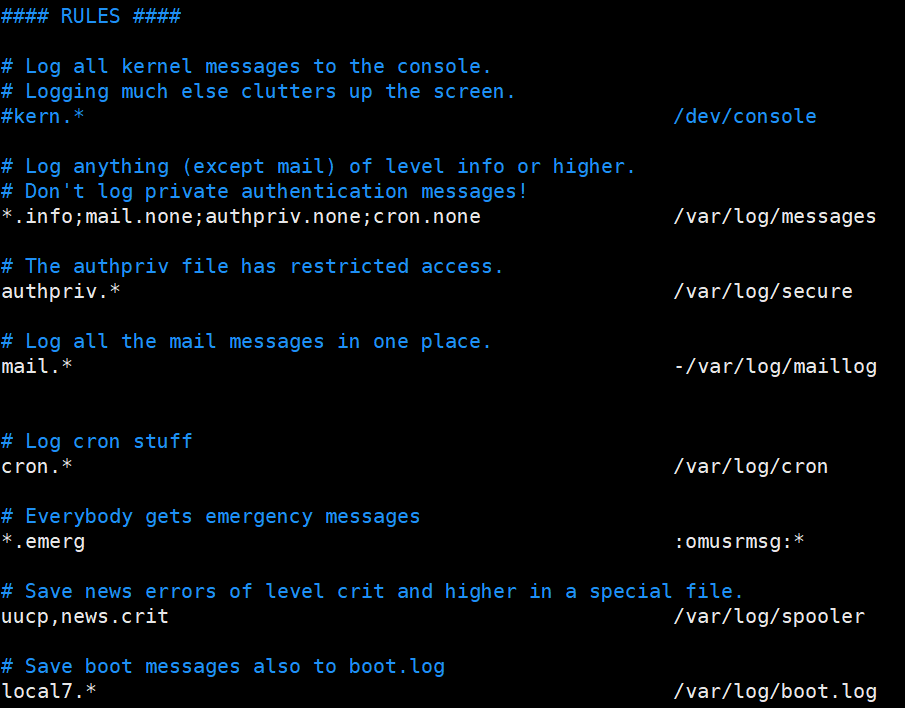 #### RULES ####
# Log all kernel messages to the console.
# Logging much else clutters up the screen.
#kern.* /dev/console
# Log anything (except mail) of level info or higher.
# Don't log private authentication messages!
*.info;mail.none;authpriv.none;cron.none /var/log/messages
# The authpriv file has restricted access.
authpriv.* /var/log/secure
# Log all the mail messages in one place.
mail.* -/var/log/maillog
# Log cron stuff
cron.* /var/log/cron
# Everybody gets emergency messages
*.emerg :omusrmsg:*
# Save news errors of level crit and higher in a special file.
uucp,news.crit /var/log/spooler
# Save boot messages also to boot.log
local7.* /var/log/boot.log